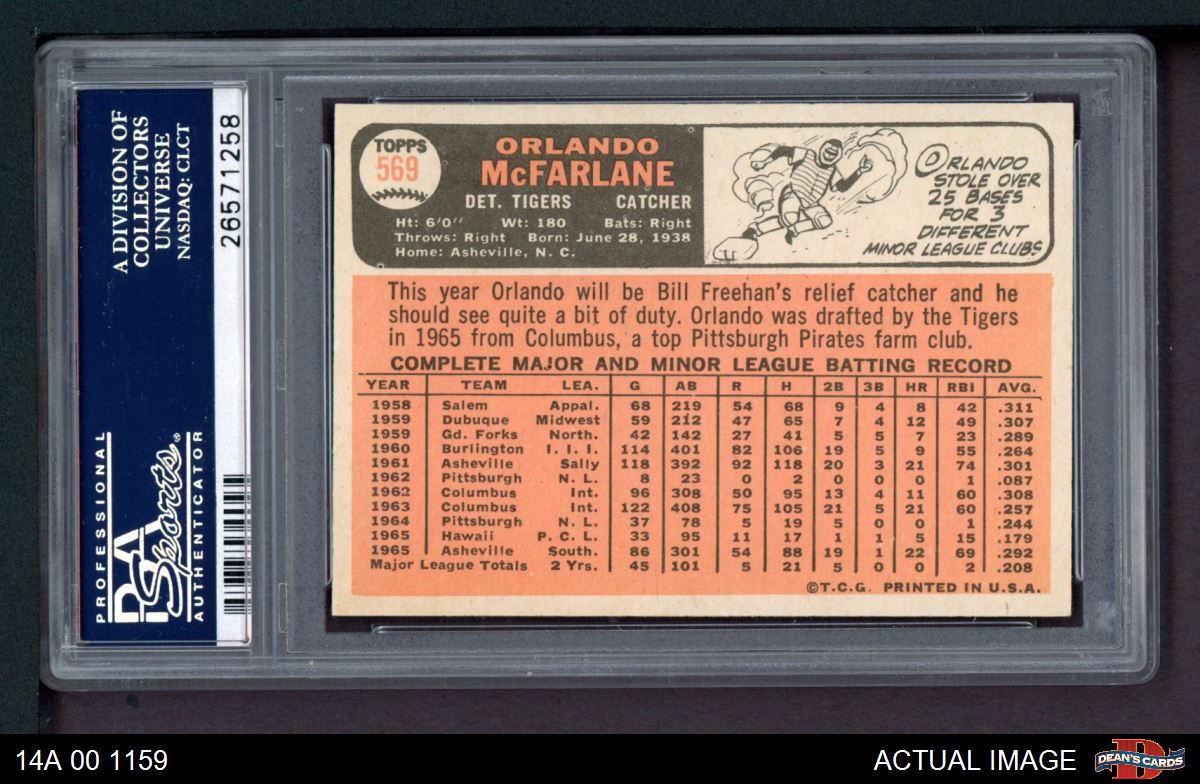 A DIVISION OF
COLLECTORS
UNIVERSE
NASDAQ: CLCT
26571258
PROFESSIONAL
PSA
Sports®
AUTHENTICATOR
TOPPS
569
ORLANDO
McFARLANE
DET. TIGERS CATCHER
Ht: 6'0" Wt: 180 Bats: Right
Throws: Right Born: June 28, 1938
Home: Asheville, N. C.
ORLANDO
STOLE OVER
25 BASES
FOR 3
DIFFERENT
MINOR LEAGUE CLUBS
This year Orlando will be Bill Freehan's relief catcher and he
should see quite a bit of duty. Orlando was drafted by the Tigers
in 1965 from Columbus, a top Pittsburgh Pirates farm club.
COMPLETE MAJOR AND MINOR LEAGUE BATTING RECORD
YEAR TEAM LEA. G AB R H 2B 3B HR RBI AVG.
1958 Salem Appal. 68 219 54 68 9 4 8 42 .311
1959 Dubuque Midwest 59 212 47 65 7 4 12 49 .307
1959 Gd. Forks North. 42 142 27 41 5 5 7 23 .289
1960 Burlington I. I. I. 114 401 82 106 19 5 9 55 .264
1961 Asheville Sally 118 392 92 118 20 3 21 74 .301
1962 Pittsburgh N. L. 8 23 0 2 0 0 0 1 .087
1962 Columbus Int. 96 308 50 95 13 4 11 60 .308
1963 Columbus Int. 122 408 75 105 21 5 21 60 .257
1964 Pittsburgh N. L. 37 78 5 19 5 0 0 1 .244
1965 Hawaii P. C. L. 33 95 11 17 1 1 5 15 .179
1965 Asheville South. 86 301 54 88 19 1 22 69 .292
Major League Totals 2 Yrs. 45 101 5 21 5 0 0 2 .208
©T.C.G. PRINTED IN U.S.A.
14A 00 1159
ACTUAL IMAGE
D
DEAN'S CARDS